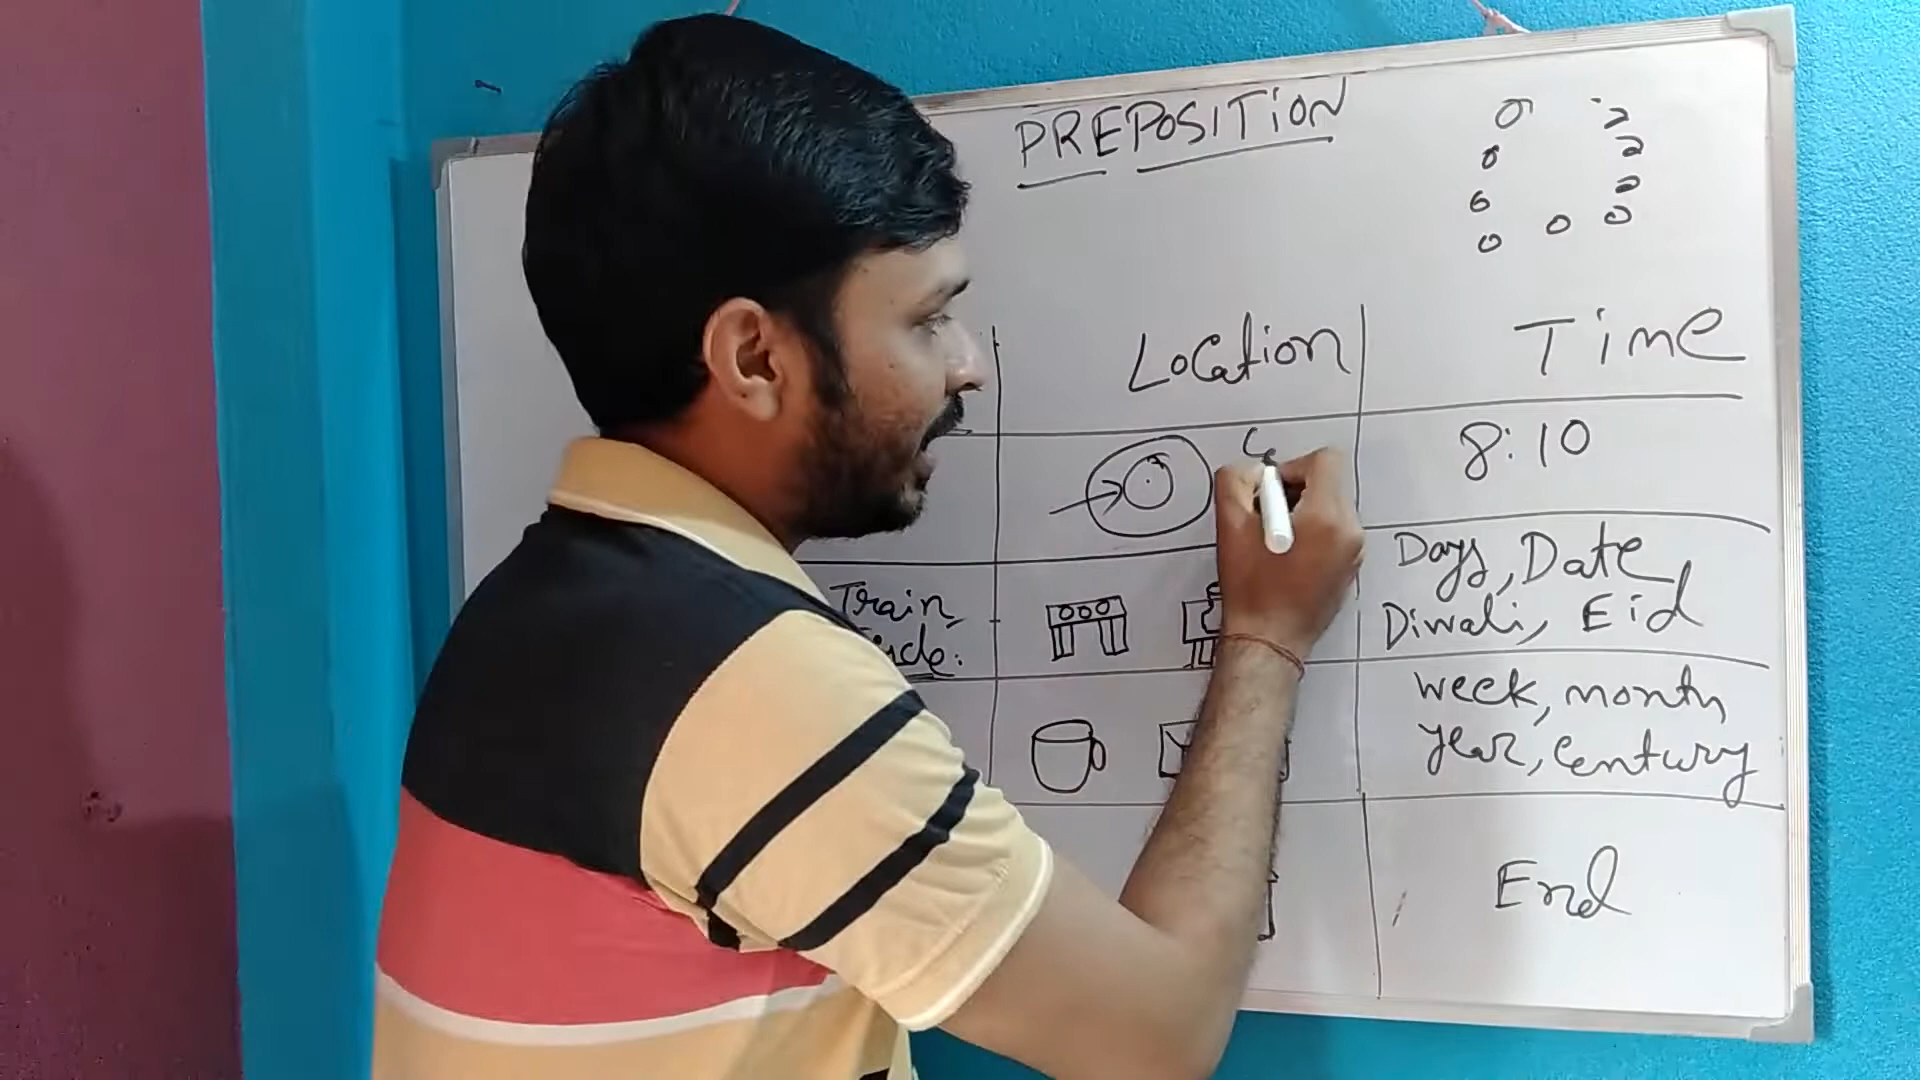 PREPOSITION
Location
Time
8:10
Train,
Days, Date
Diwali, Eid
week, month
year, century
End